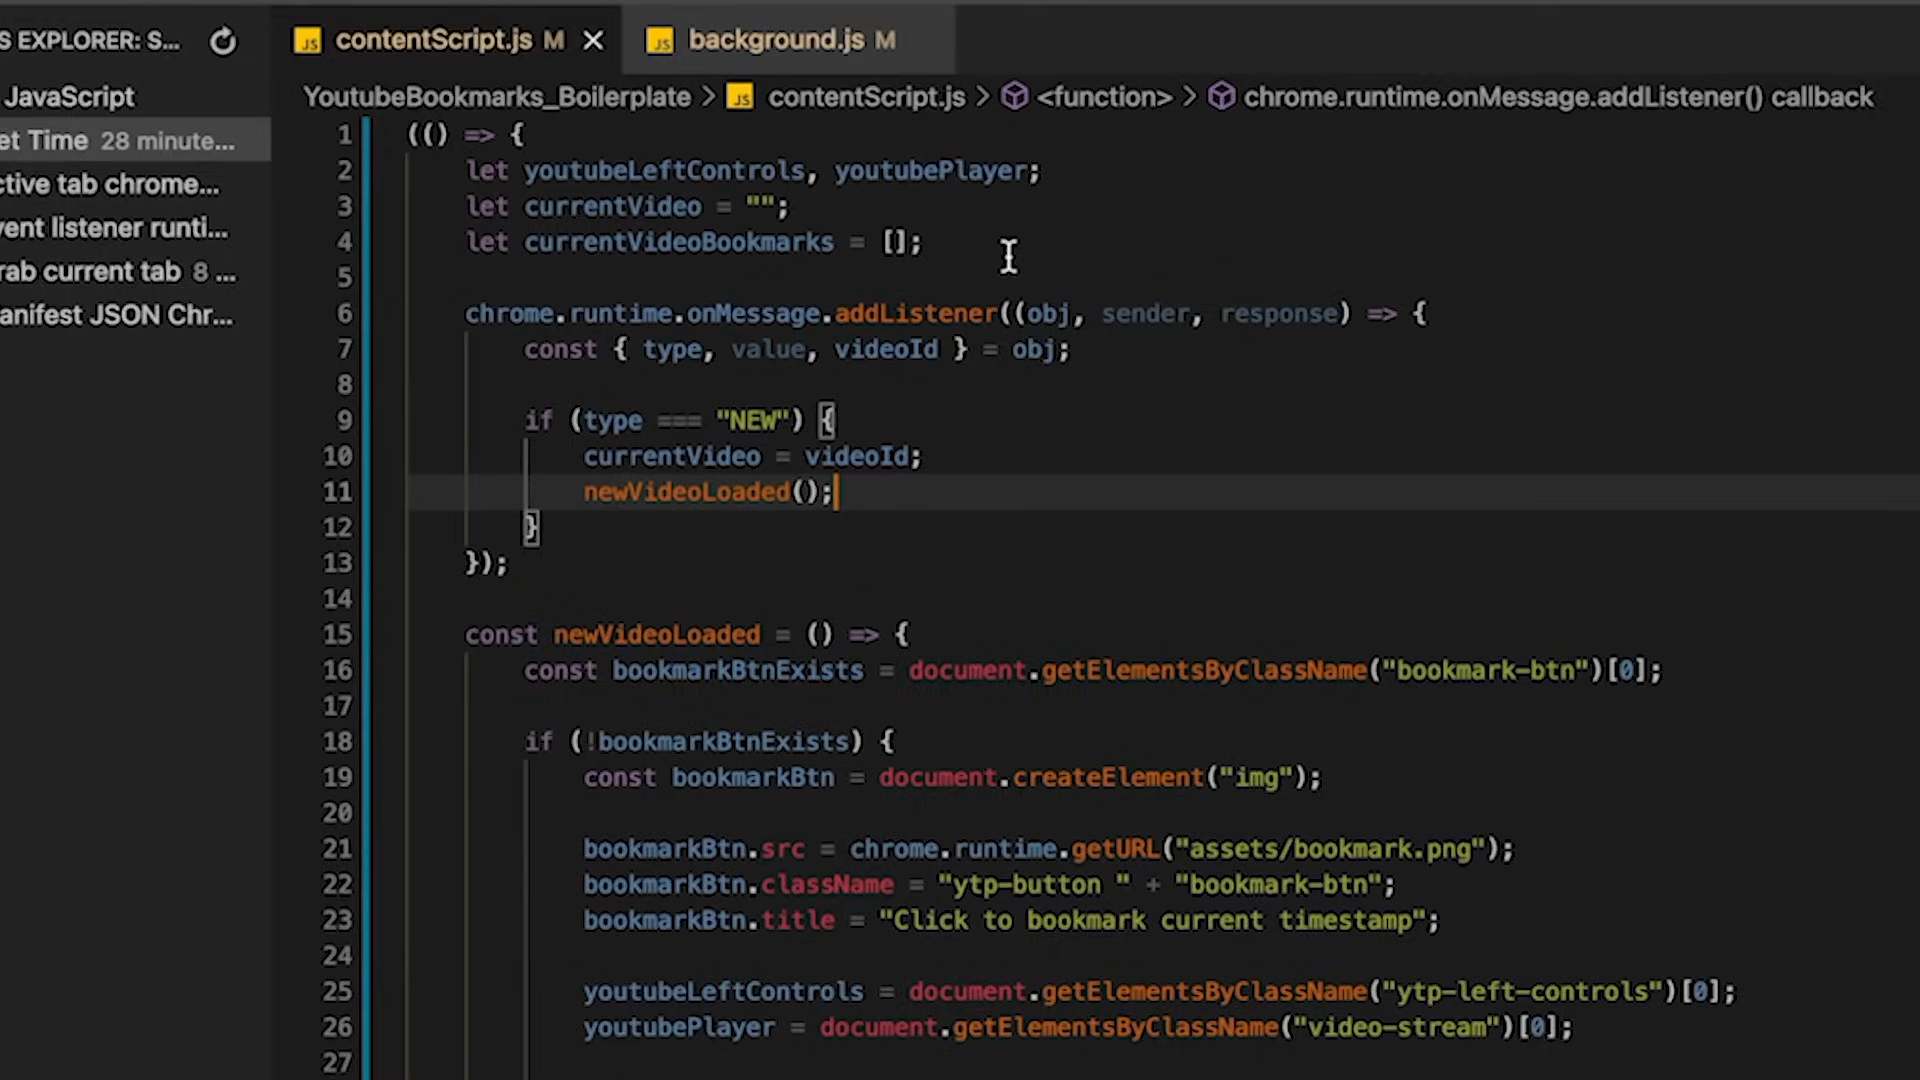 S EXPLORER: S...
contentScript.js M
background.js M
JavaScript
et Time 28 minute...
ctive tab chrome...
vent listener runti...
rab current tab 8 ...
anifest JSON Chr...
YoutubeBookmarks_Boilerplate > JS contentScript.js > <function> > chrome.runtime.onMessage.addListener() callback
1 (() => {
2 let youtubeLeftControls, youtubePlayer;
3 let currentVideo = "";
4 let currentVideoBookmarks = [];
5
6 chrome.runtime.onMessage.addListener((obj, sender, response) => {
7 const { type, value, videoId } = obj;
8
9 if (type === "NEW") {
10 currentVideo = videoId;
11 newVideoLoaded();
12 }
13 });
14
15 const newVideoLoaded = () => {
16 const bookmarkBtnExists = document.getElementsByClassName("bookmark-btn")[0];
17
18 if (!bookmarkBtnExists) {
19 const bookmarkBtn = document.createElement("img");
20
21 bookmarkBtn.src = chrome.runtime.getURL("assets/bookmark.png");
22 bookmarkBtn.className = "ytp-button " + "bookmark-btn";
23 bookmarkBtn.title = "Click to bookmark current timestamp";
24
25 youtubeLeftControls = document.getElementsByClassName("ytp-left-controls")[0];
26 youtubePlayer = document.getElementsByClassName("video-stream")[0];
27